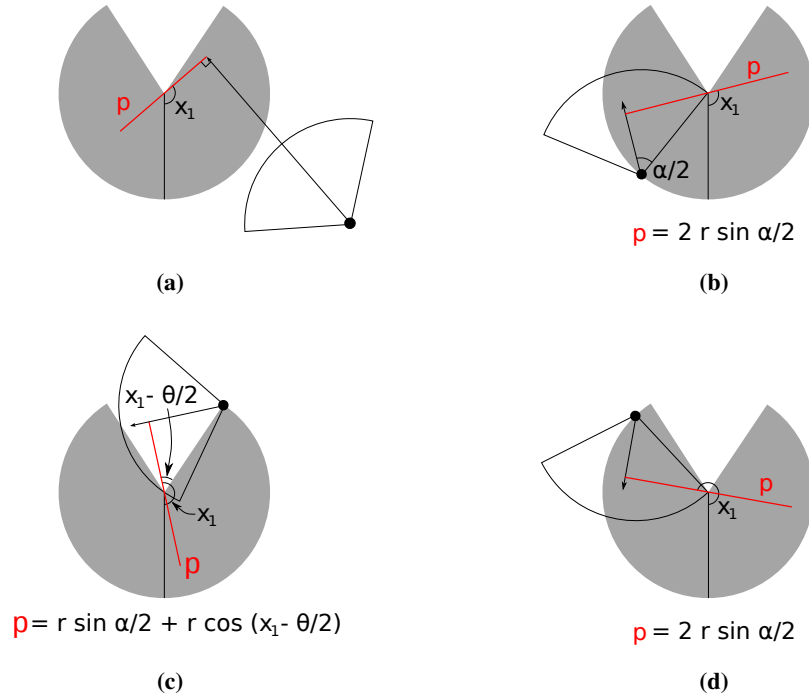 p
x₁
(a)
p
x₁
α/2
p = 2 r sin α/2
(b)
x₁- θ/2
x₁
p
p = r sin α/2 + r cos (x₁- θ/2)
(c)
p
x₁
p = 2 r sin α/2
(d)